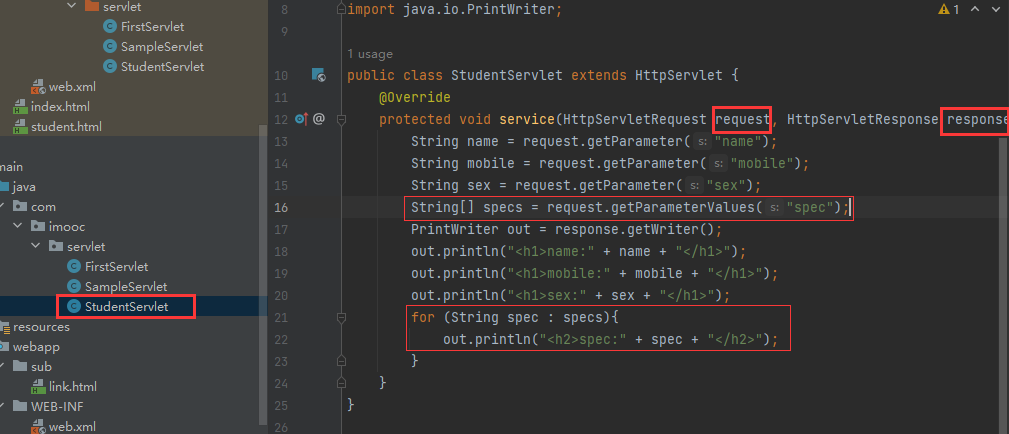 servlet
FirstServlet
SampleServlet
StudentServlet
web.xml
index.html
student.html
main
java
com
imooc
servlet
FirstServlet
SampleServlet
StudentServlet
resources
webapp
sub
link.html
WEB-INF
web.xml
1
8 import java.io.PrintWriter;
9
1 usage
10 public class StudentServlet extends HttpServlet {
11 @Override
12 @ protected void service(HttpServletRequest request, HttpServletResponse response
13 String name = request.getParameter( s: "name");
14 String mobile = request.getParameter( s: "mobile");
15 String sex = request.getParameter( s: "sex");
16 String[] specs = request.getParameterValues( s: "spec");
17 PrintWriter out = response.getWriter();
18 out.println("<h1>name:" + name + "</h1>");
19 out.println("<h1>mobile:" + mobile + "</h1>");
20 out.println("<h1>sex:" + sex + "</h1>");
21 for (String spec : specs){
22 out.println("<h2>spec:" + spec + "</h2>");
23 }
24 }
25 }
26